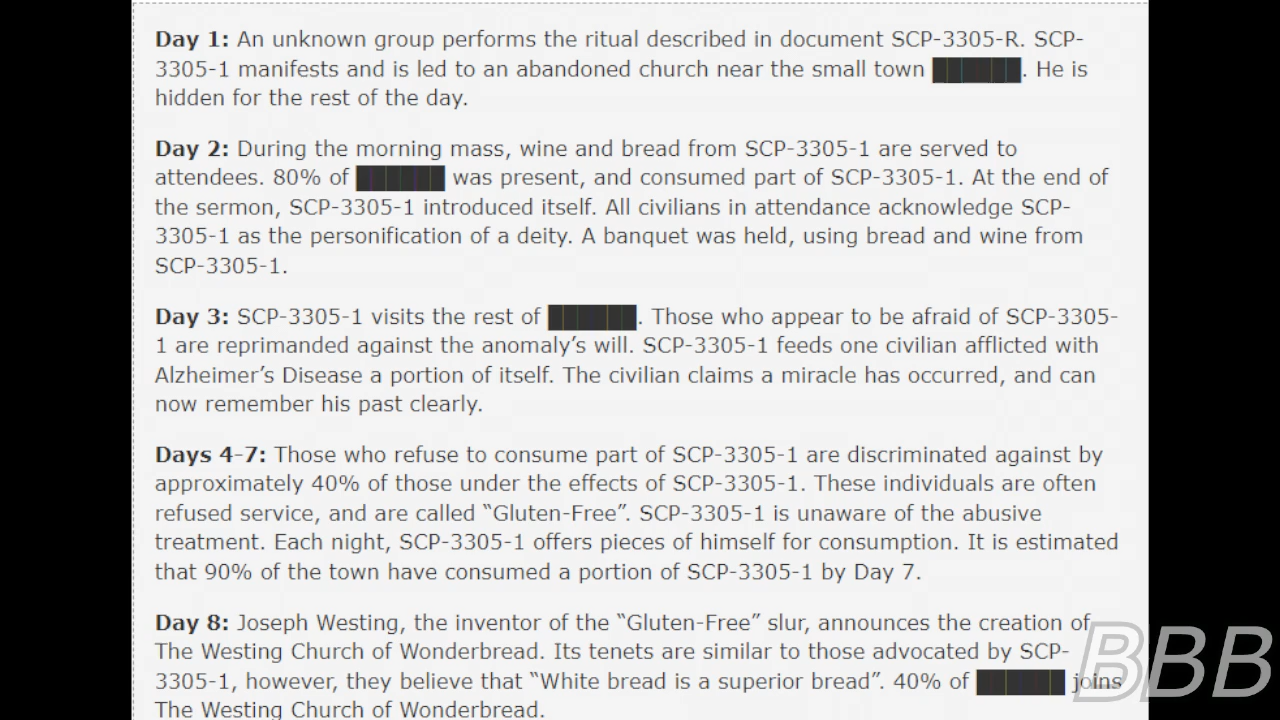 Day 1: An unknown group performs the ritual described in document SCP-3305-R. SCP-
3305-1 manifests and is led to an abandoned church near the small town ██████. He is
hidden for the rest of the day.
Day 2: During the morning mass, wine and bread from SCP-3305-1 are served to
attendees. 80% of ██████ was present, and consumed part of SCP-3305-1. At the end of
the sermon, SCP-3305-1 introduced itself. All civilians in attendance acknowledge SCP-
3305-1 as the personification of a deity. A banquet was held, using bread and wine from
SCP-3305-1.
Day 3: SCP-3305-1 visits the rest of ██████. Those who appear to be afraid of SCP-3305-
1 are reprimanded against the anomaly’s will. SCP-3305-1 feeds one civilian afflicted with
Alzheimer’s Disease a portion of itself. The civilian claims a miracle has occurred, and can
now remember his past clearly.
Days 4-7: Those who refuse to consume part of SCP-3305-1 are discriminated against by
approximately 40% of those under the effects of SCP-3305-1. These individuals are often
refused service, and are called “Gluten-Free”. SCP-3305-1 is unaware of the abusive
treatment. Each night, SCP-3305-1 offers pieces of himself for consumption. It is estimated
that 90% of the town have consumed a portion of SCP-3305-1 by Day 7.
Day 8: Joseph Westing, the inventor of the “Gluten-Free” slur, announces the creation of
The Westing Church of Wonderbread. Its tenets are similar to those advocated by SCP-
3305-1, however, they believe that “White bread is a superior bread”. 40% of ██████ joins
The Westing Church of Wonderbread.
BBB